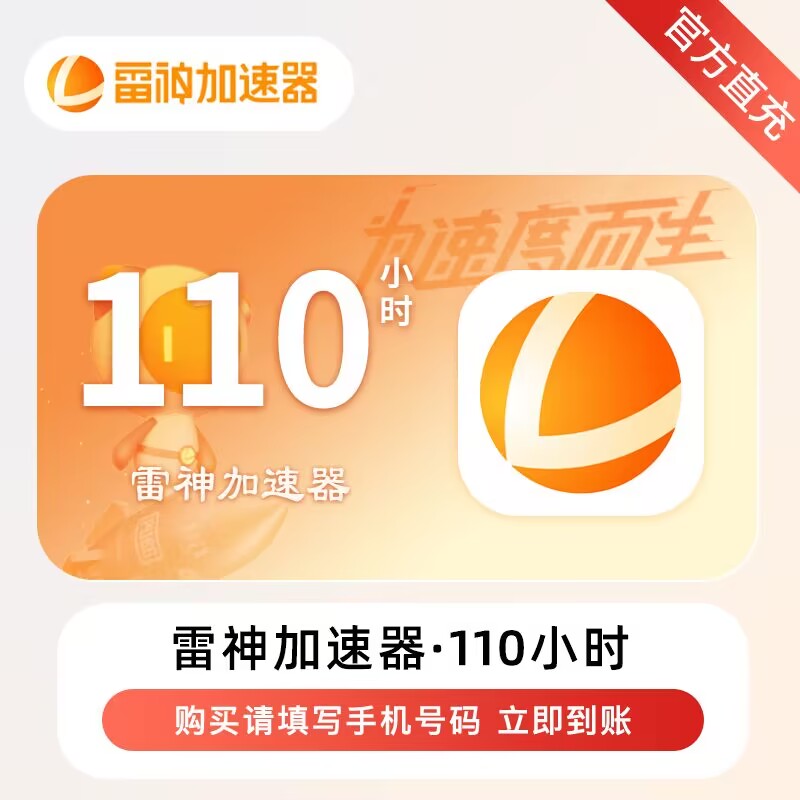 雷神加速器
官方直充
为速度而生
110
小时
雷神加速器
雷神加速器·110小时
购买请填写手机号码 立即到账